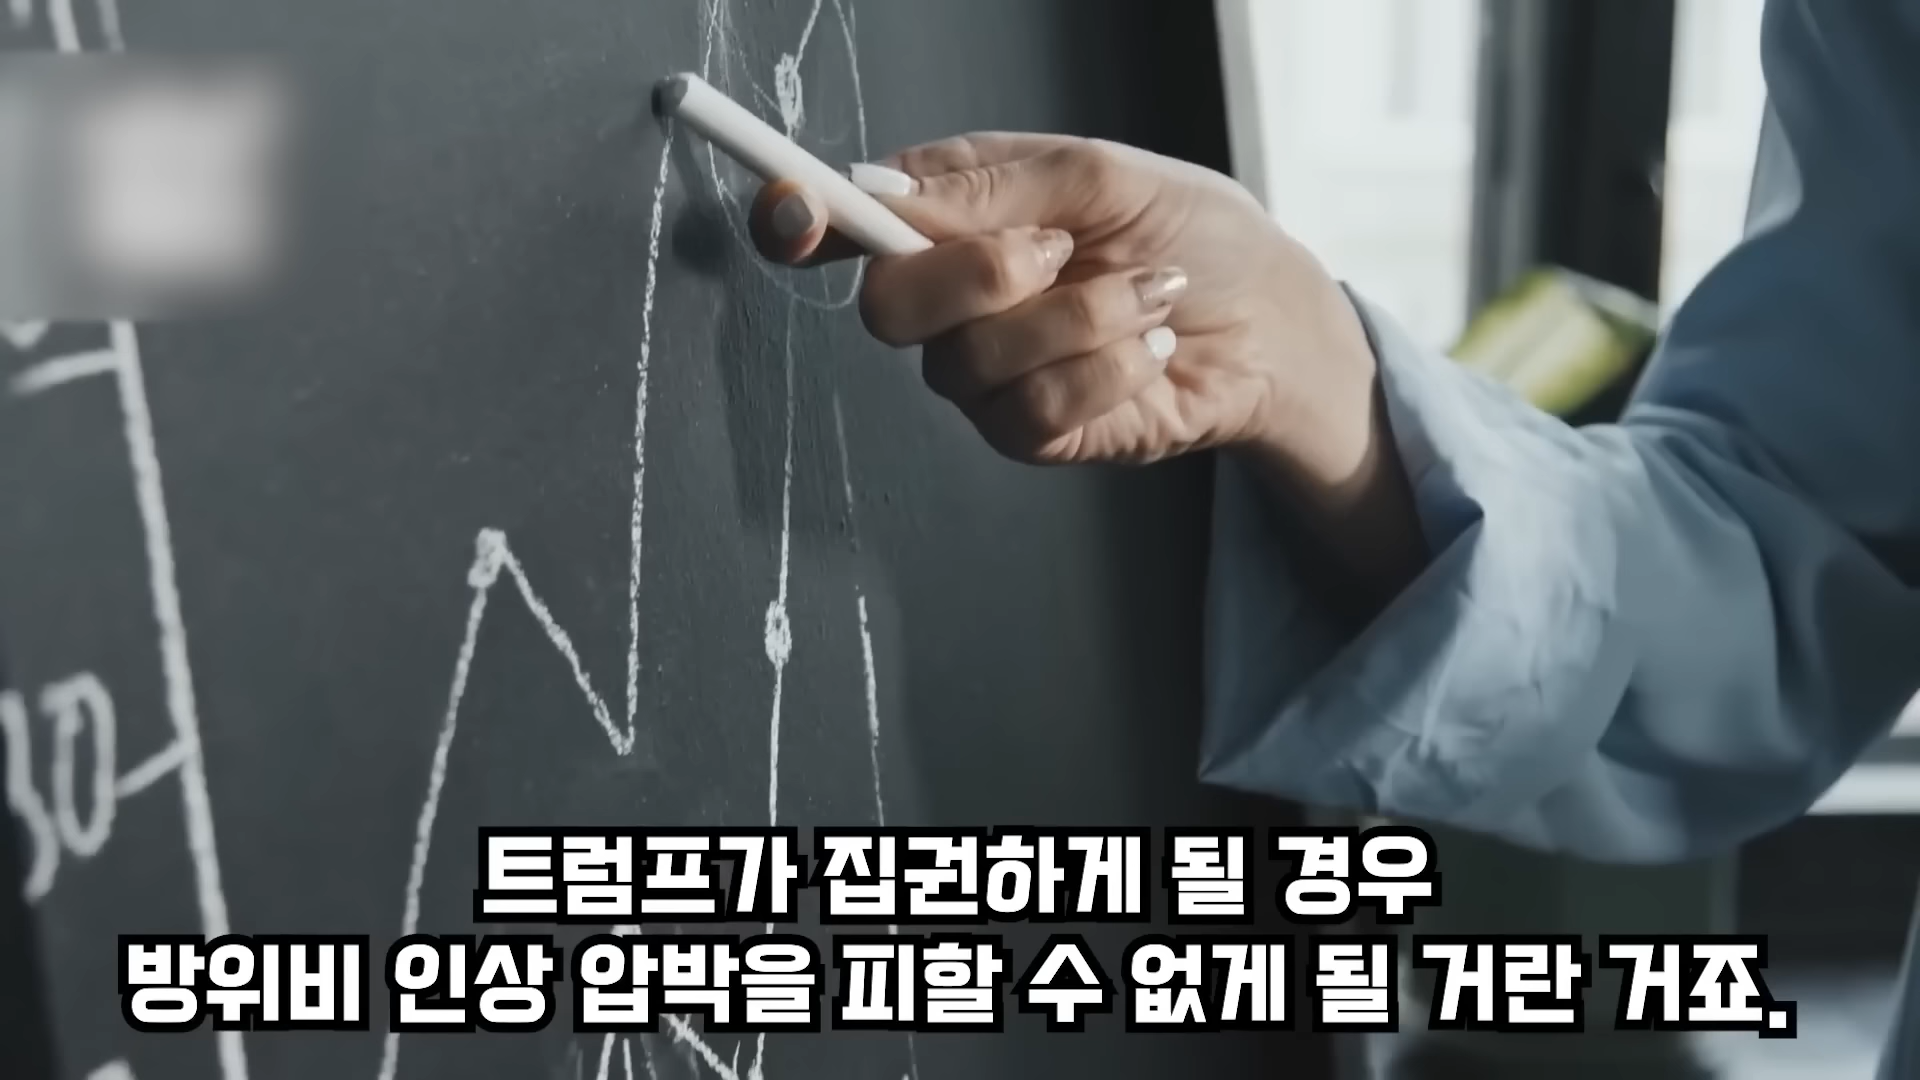 30
트럼프가 집권하게 될 경우
방위비 인상 압박을 피할 수 없게 될 거란 거죠.